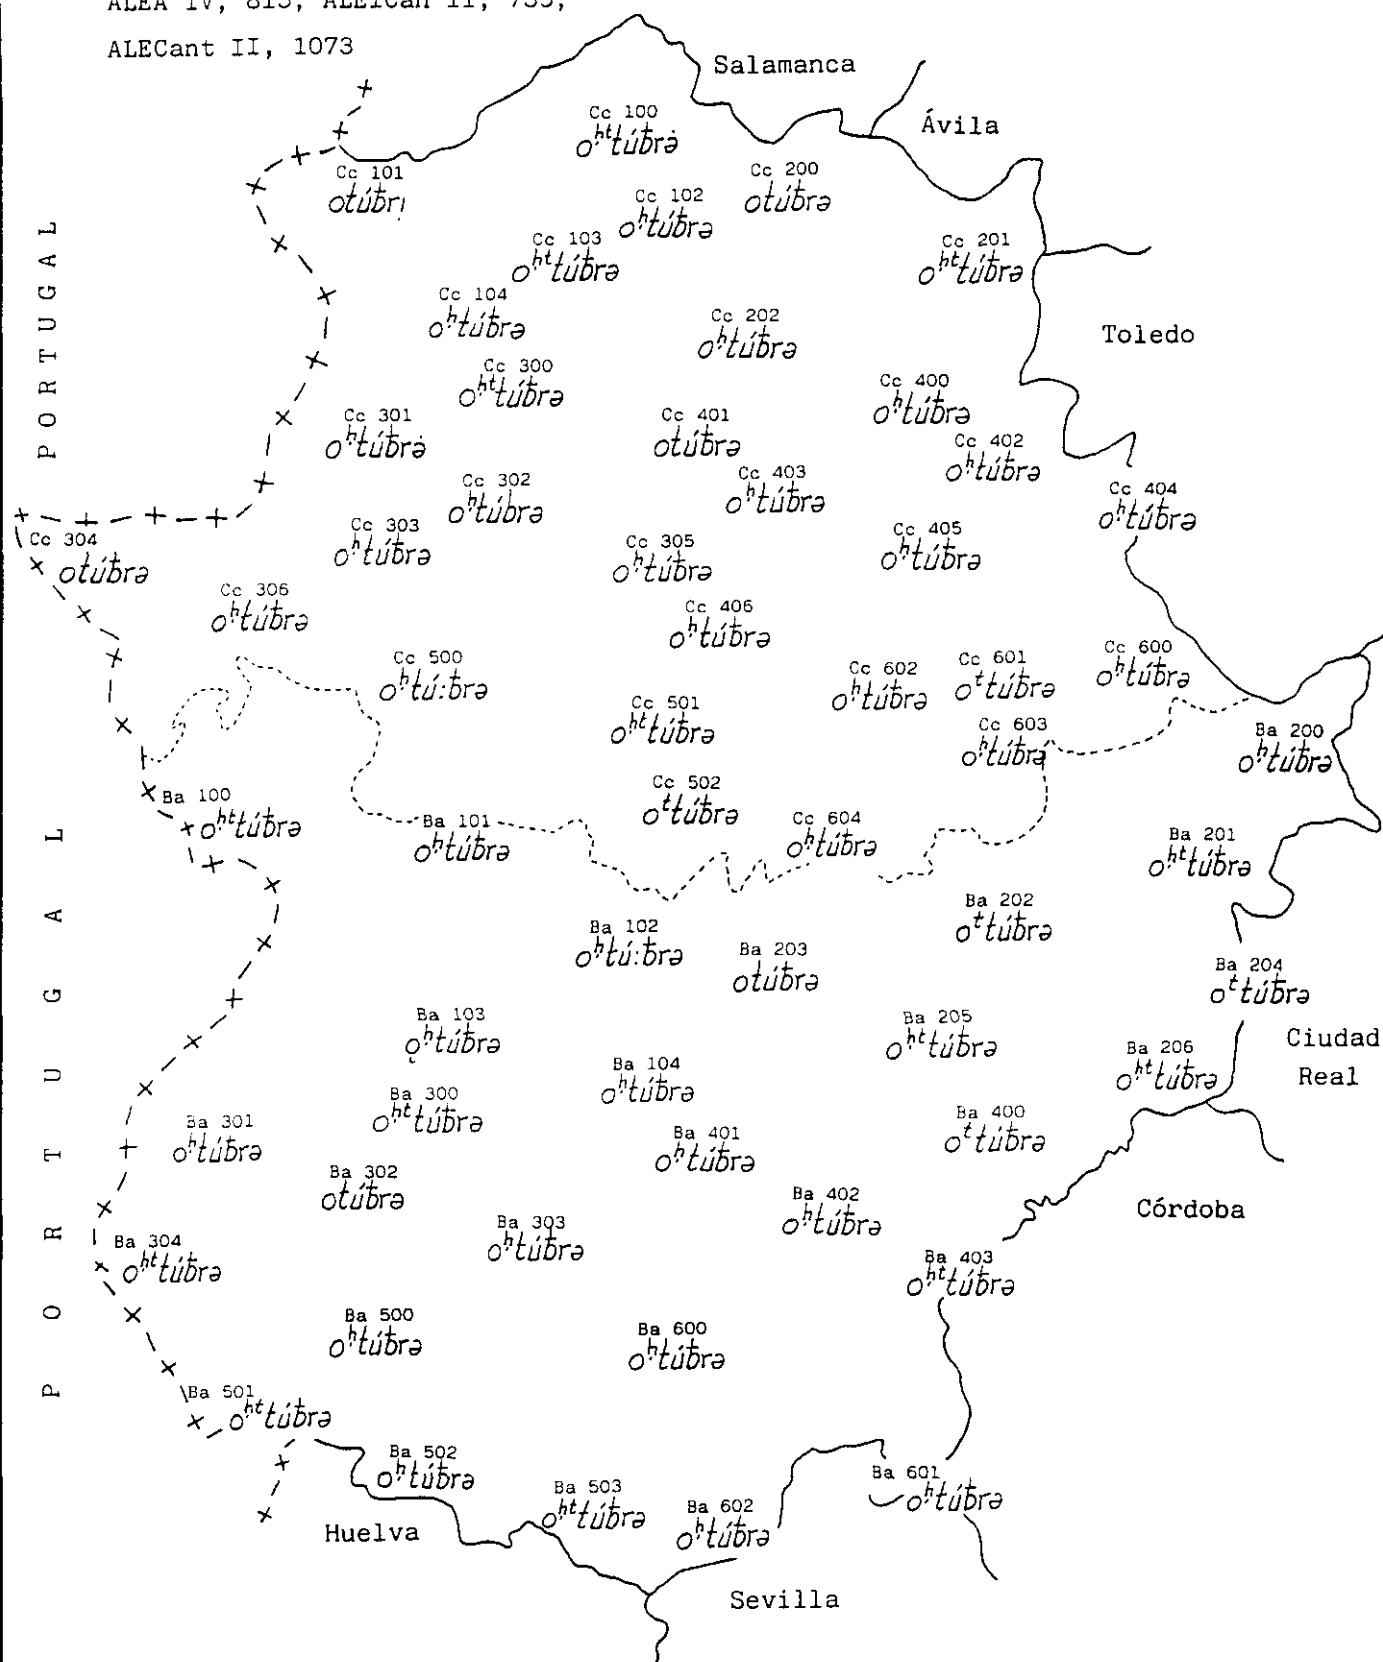 ALECant II, 1073
Salamanca
Ávila
Toledo
Ciudad
Real
Córdoba
Sevilla
Huelva
PORTUGAL
PORTUGAL
Cc 100
oʰᵗtúƀrə̇
Cc 101
otúƀrị
Cc 200
otúƀrə
Cc 102
oʰtúƀrə
Cc 103
oʰᵗtúƀrə
Cc 201
oʰᵗtúƀrə
Cc 104
oʰtúƀrə
Cc 202
oʰtúƀrə
Cc 300
oʰᵗtúƀrə
Cc 400
oʰtúƀrə
Cc 301
oʰtúƀrə̇
Cc 401
otúƀrə
Cc 402
oʰtúƀrə
Cc 403
oʰtúƀrə
Cc 302
oʰtúbrə
Cc 404
oʰtúƀrə
Cc 303
oʰtúƀrə
Cc 405
oʰtúƀrə
Cc 304
otúƀrə
Cc 305
oʰtúƀrə
Cc 306
oʰtúƀrə
Cc 406
oʰtúƀrə
Cc 500
oʰtú:ƀrə
Cc 602
oʰtúƀrə
Cc 601
oᵗtúƀrə
Cc 600
oʰtúƀrə
Cc 501
oʰᵗtúƀrə
Cc 603
oʰtúƀrə
Ba 200
oʰtúƀrə
Cc 502
oᵗtúƀrə
Ba 100
oʰᵗtúƀrə
Ba 101
oʰtúƀrə
Cc 604
oʰtúƀrə
Ba 201
oʰᵗtúƀrə
Ba 202
oᵗtúƀrə
Ba 102
oʰtú:ƀrə
Ba 203
otúƀrə
Ba 204
oᵗtúƀrə
Ba 103
o̜ʰtúƀrə
Ba 205
oʰᵗtúƀrə
Ba 104
oʰtúƀrə
Ba 206
oʰᵗtúƀrə
Ba 300
oʰᵗtúƀrə
Ba 301
oʰtúƀrə
Ba 400
oᵗtúƀrə
Ba 401
oʰtúƀrə
Ba 302
otúƀrə
Ba 402
oʰtúƀrə
Ba 303
oʰtúƀrə
Ba 304
oʰᵗtúƀrə
Ba 403
oʰᵗtúƀrə
Ba 500
oʰtúƀrə
Ba 600
oʰtúƀrə
Ba 501
oʰᵗtúƀrə
Ba 502
oʰtúƀrə
Ba 503
oʰᵗtúƀrə
Ba 602
oʰtúƀrə
Ba 601
oʰtúƀrə